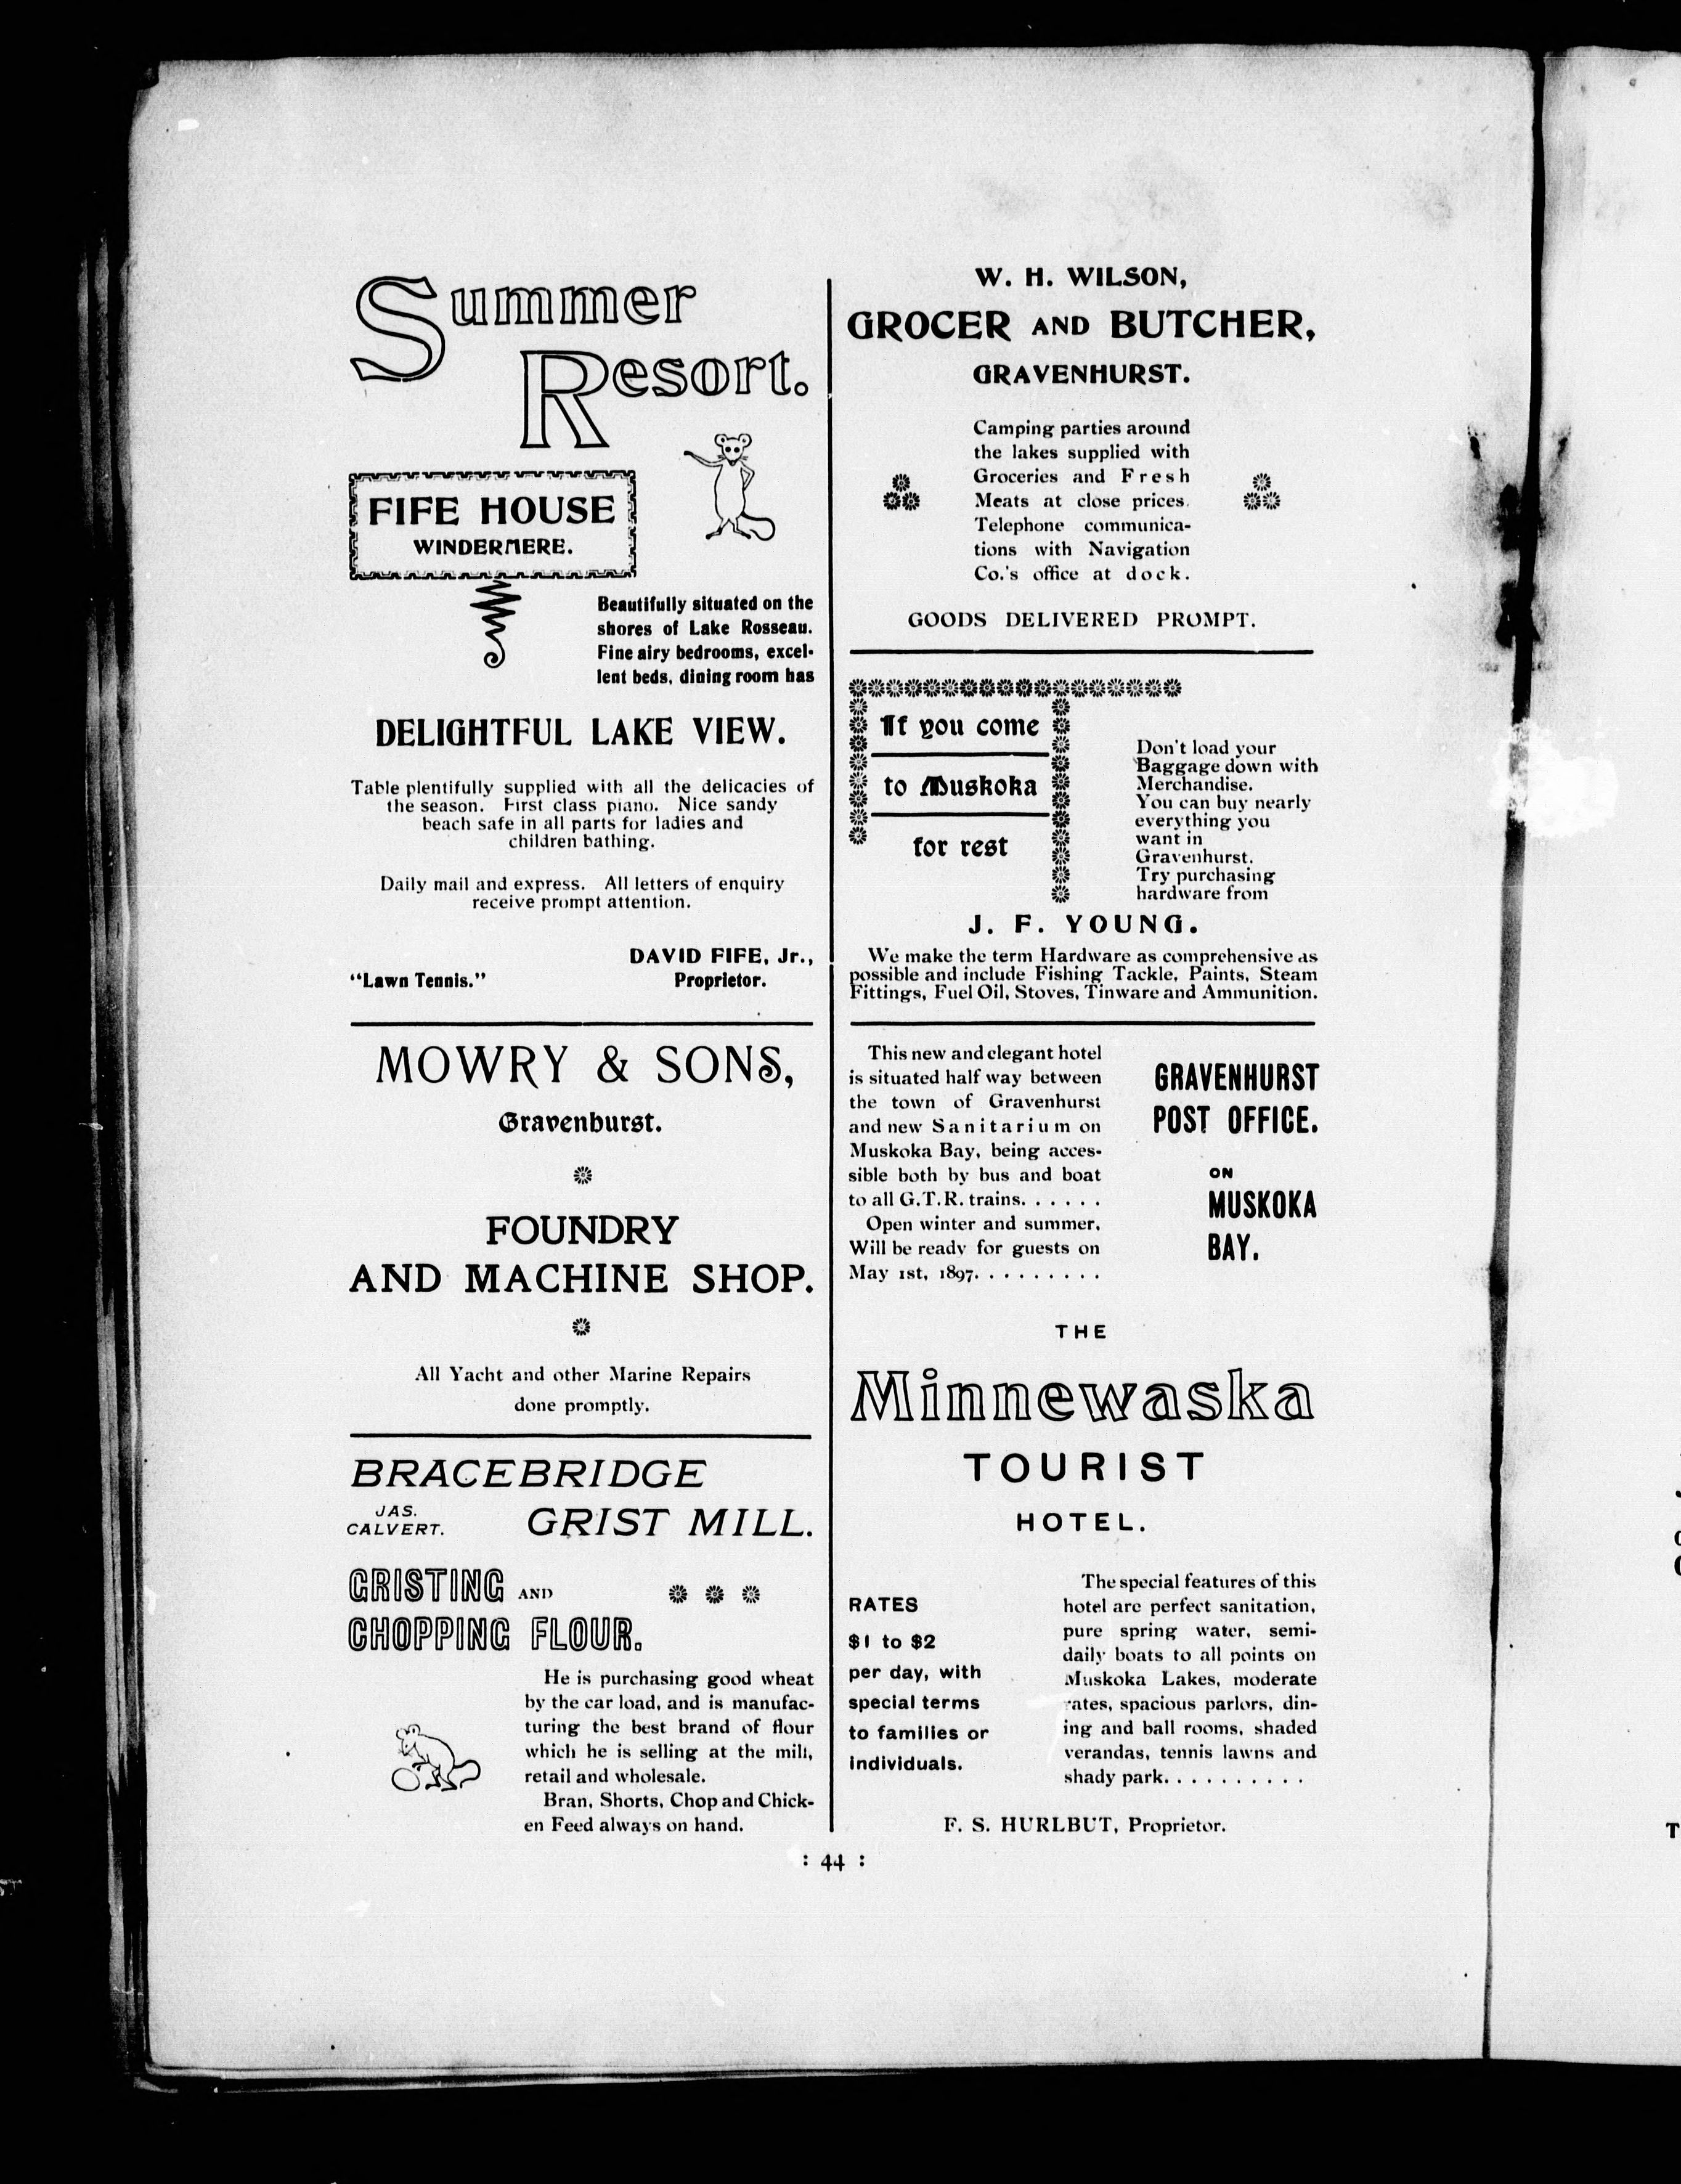 Summer
Resort.
FIFE HOUSE
WINDERMERE.
Beautifully situated on the
shores of Lake Rosseau.
Fine airy bedrooms, excel-
lent beds, dining room has
DELIGHTFUL LAKE VIEW.
Table plentifully supplied with all the delicacies of
the season. First class piano. Nice sandy
beach safe in all parts for ladies and
children bathing.
Daily mail and express. All letters of enquiry
receive prompt attention.
DAVID FIFE, Jr.,
"Lawn Tennis." Proprietor.
MOWRY & SONS,
Gravenhurst.
FOUNDRY
AND MACHINE SHOP.
All Yacht and other Marine Repairs
done promptly.
BRACEBRIDGE
JAS.
CALVERT.
GRIST MILL.
GRISTING AND
CHOPPING FLOUR.
He is purchasing good wheat
by the car load, and is manufac-
turing the best brand of flour
which he is selling at the mill,
retail and wholesale.
Bran, Shorts, Chop and Chick-
en Feed always on hand.
W. H. WILSON,
GROCER AND BUTCHER,
GRAVENHURST.
Camping parties around
the lakes supplied with
Groceries and Fresh
Meats at close prices.
Telephone communica-
tions with Navigation
Co.'s office at dock.
GOODS DELIVERED PROMPT.
If you come
to Muskoka
for rest
Don't load your
Baggage down with
Merchandise.
You can buy nearly
everything you
want in
Gravenhurst.
Try purchasing
hardware from
J. F. YOUNG.
We make the term Hardware as comprehensive as
possible and include Fishing Tackle, Paints, Steam
Fittings, Fuel Oil, Stoves, Tinware and Ammunition.
This new and elegant hotel
is situated half way between
the town of Gravenhurst
and new Sanitarium on
Muskoka Bay, being acces-
sible both by bus and boat
to all G.T.R. trains. . . . . .
Open winter and summer.
Will be ready for guests on
May 1st, 1897. . . . . . . . .
GRAVENHURST
POST OFFICE.
ON
MUSKOKA
BAY.
THE
Minnewaska
TOURIST
HOTEL.
RATES
$1 to $2
per day, with
special terms
to families or
individuals.
The special features of this
hotel are perfect sanitation,
pure spring water, semi-
daily boats to all points on
Muskoka Lakes, moderate
rates, spacious parlors, din-
ing and ball rooms, shaded
verandas, tennis lawns and
shady park. . . . . . . . . .
F. S. HURLBUT, Proprietor.
: 44 :